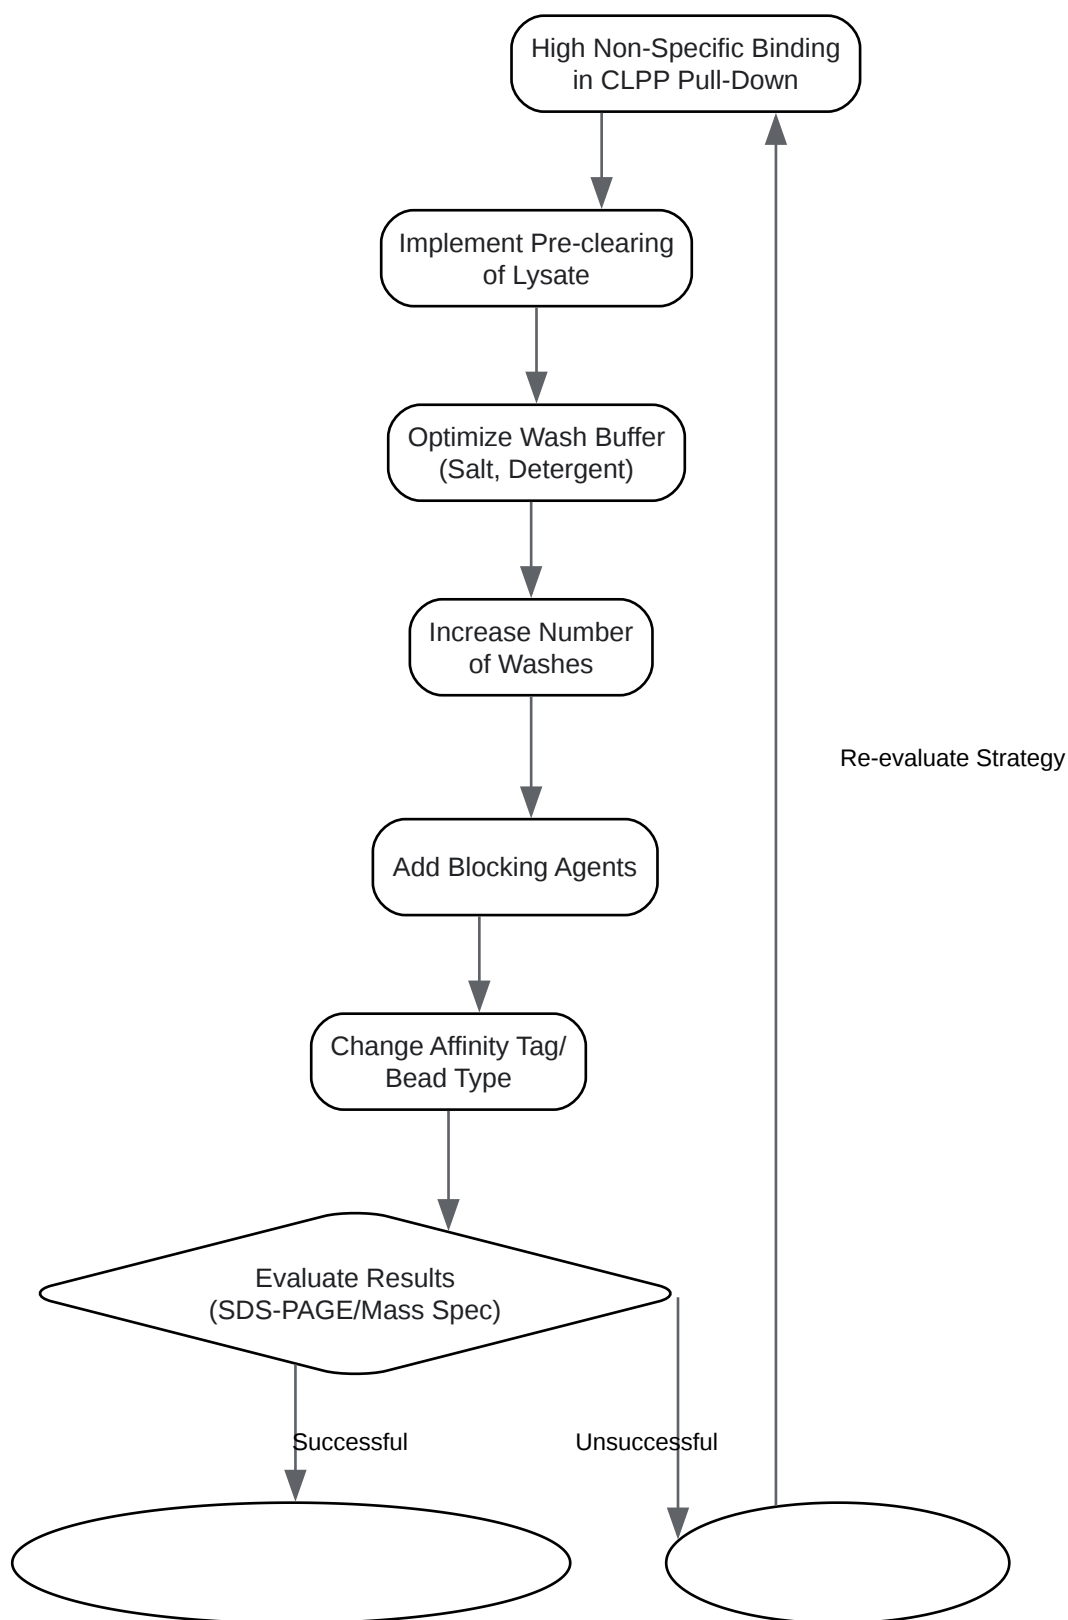 High Non-Specific Binding
in CLPP Pull-Down
Implement Pre-clearing
of Lysate
Optimize Wash Buffer
(Salt, Detergent)
Increase Number
of Washes
Re-evaluate Strategy
Add Blocking Agents
Change Affinity Tag/
Bead Type
Evaluate Results
(SDS-PAGE/Mass Spec)
Successful
Unsuccessful